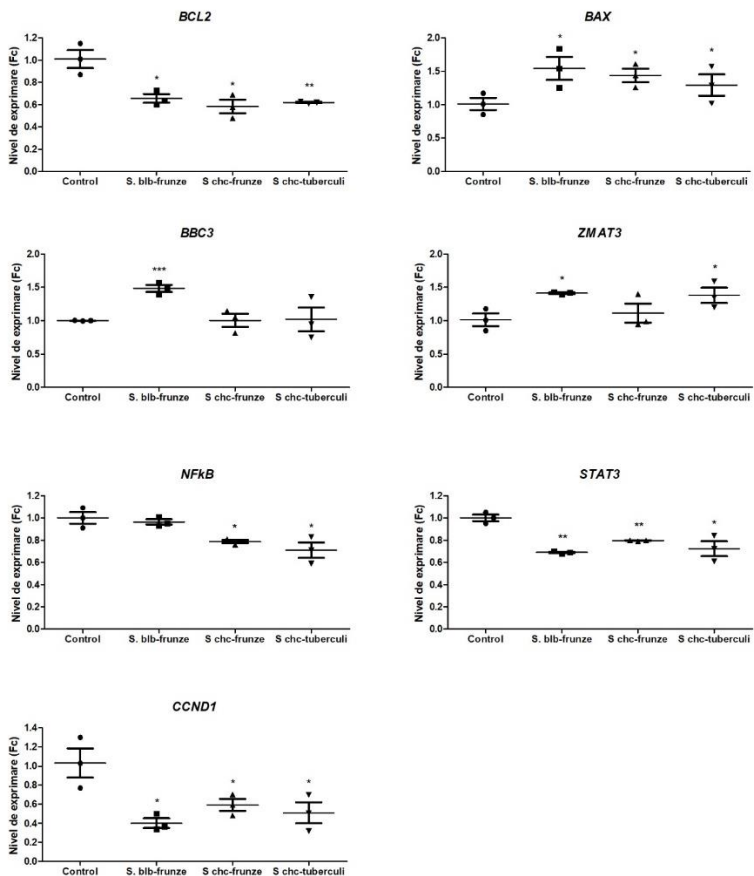 BCL2
Nivel de exprimare (Fc)
1.2
1.0
0.8
0.6
0.4
0.2
0.0
*
*
**
Control
S. blb-frunze
S chc-frunze
S chc-tuberculi
BAX
Nivel de exprimare (Fc)
2.0
1.5
1.0
0.5
0.0
*
*
*
Control
S. blb-frunze
S chc-frunze
S chc-tuberculi
BBC3
Nivel de exprimare (Fc)
2.0
1.5
1.0
0.5
0.0
***
Control
S. blb-frunze
S chc-frunze
S chc-tuberculi
ZMAT3
Nivel de exprimare (Fc)
2.0
1.5
1.0
0.5
0.0
*
*
Control
S. blb-frunze
S chc-frunze
S chc-tuberculi
NFkB
Nivel de exprimare (Fc)
1.2
1.0
0.8
0.6
0.4
0.2
0.0
*
*
Control
S. blb-frunze
S chc-frunze
S chc-tuberculi
STAT3
Nivel de exprimare (Fc)
1.2
1.0
0.8
0.6
0.4
0.2
0.0
**
**
*
Control
S. blb-frunze
S chc-frunze
S chc-tuberculi
CCND1
Nivel de exprimare (Fc)
1.4
1.2
1.0
0.8
0.6
0.4
0.2
0.0
*
*
*
Control
S. blb-frunze
S chc-frunze
S chc-tuberculi